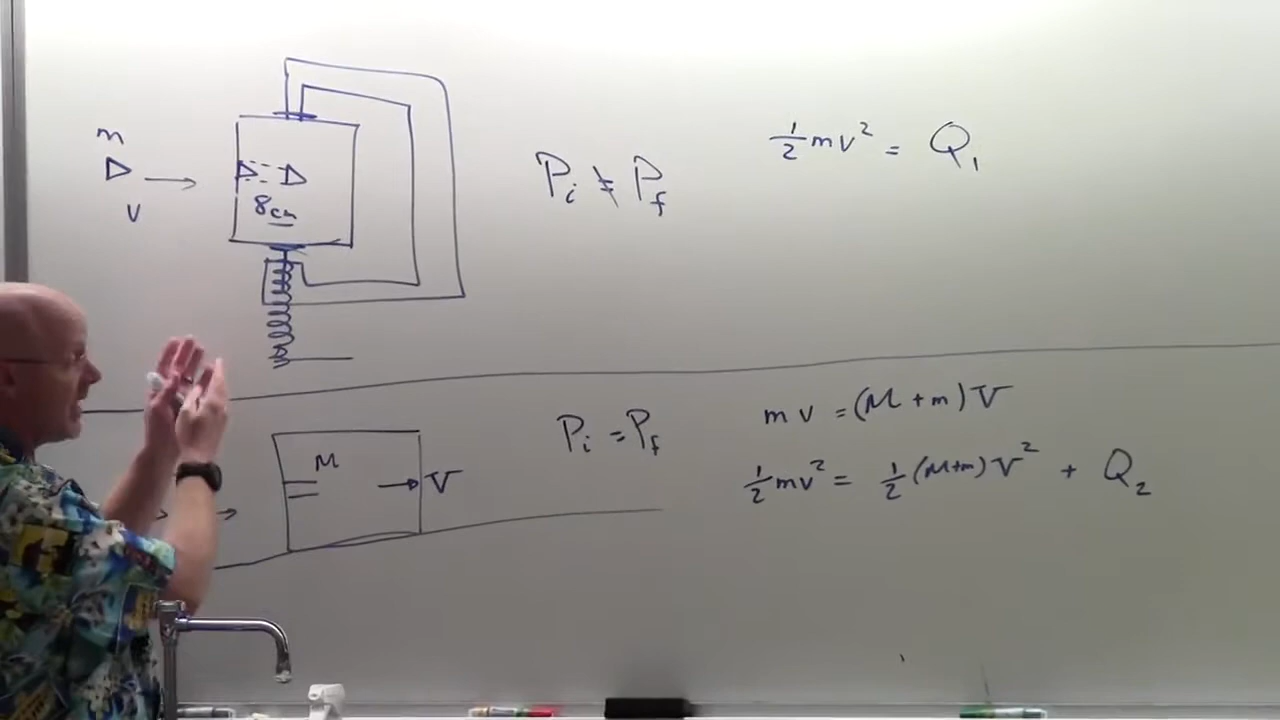 m
v
8cm
Pi ≠ Pf
½mv² = Q₁
M
V
Pi = Pf
mv = (M+m)V
½mv² = ½(M+m)V² + Q₂